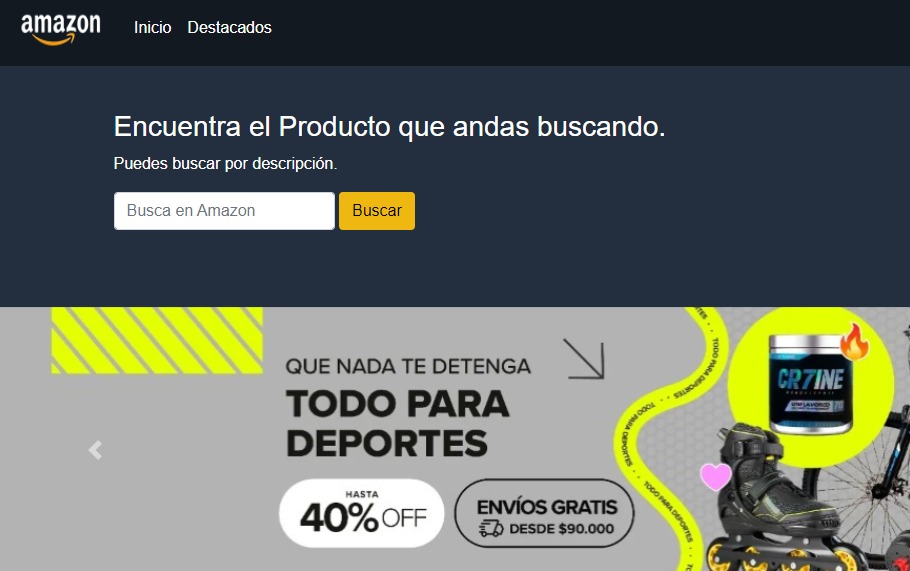 amazon
Inicio
Destacados
Encuentra el Producto que andas buscando.
Puedes buscar por descripción.
Busca en Amazon
Buscar
QUE NADA TE DETENGA
TODO PARA
DEPORTES
HASTA
40% OFF
ENVÍOS GRATIS
DESDE $90.000
TODO PARA DEPORTES
TODO PARA DEPORTES
TODO PARA DEPORTES
TODO PARA DEPORTES
CR7INE